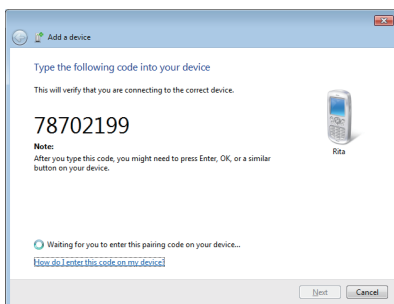 Add a device
Type the following code into your device
This will verify that you are connecting to the correct device.
78702199
Note:
After you type this code, you might need to press Enter, OK, or a similar
button on your device.
Rita
Waiting for you to enter this pairing code on your device...
How do I enter this code on my device?
Next
Cancel